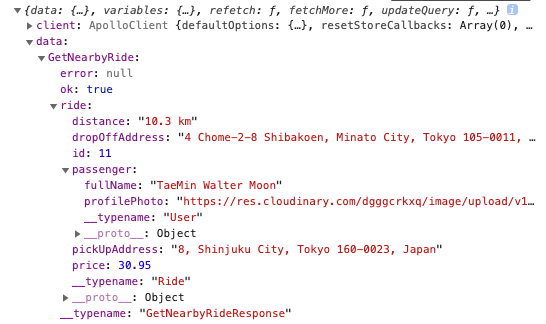 {data: {…}, variables: {…}, refetch: ƒ, fetchMore: ƒ, updateQuery: ƒ, …} i
client: ApolloClient {defaultOptions: {…}, resetStoreCallbacks: Array(0), …
data:
GetNearbyRide:
error: null
ok: true
ride:
distance: "10.3 km"
dropOffAddress: "4 Chome-2-8 Shibakoen, Minato City, Tokyo 105-0011, …
id: 11
passenger:
fullName: "TaeMin Walter Moon"
profilePhoto: "https://res.cloudinary.com/dgggcrkxq/image/upload/v1…
__typename: "User"
__proto__: Object
pickUpAddress: "8, Shinjuku City, Tokyo 160-0023, Japan"
price: 30.95
__typename: "Ride"
__proto__: Object
__typename: "GetNearbyRideResponse"